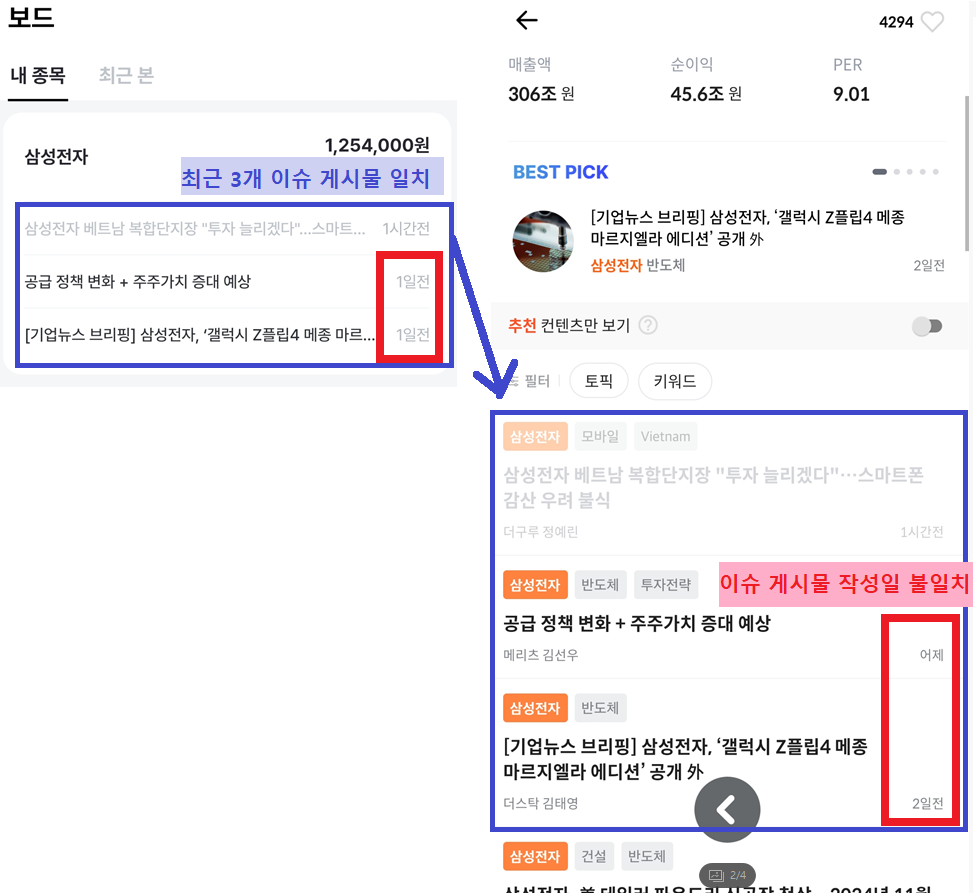 보드
내 종목 최근 본
삼성전자 1,254,000원
최근 3개 이슈 게시물 일치
삼성전자 베트남 복합단지장 "투자 늘리겠다"...스마트... 1시간전
공급 정책 변화 + 주주가치 증대 예상 1일전
[기업뉴스 브리핑] 삼성전자, ‘갤럭시 Z플립4 메종 마르... 1일전
4294
매출액 순이익 PER
306조 원 45.6조 원 9.01
BEST PICK
[기업뉴스 브리핑] 삼성전자, ‘갤럭시 Z플립4 메종
마르지엘라 에디션’ 공개 外
삼성전자 반도체 2일전
추천 컨텐츠만 보기 ?
필터 토픽 키워드
삼성전자 모바일 Vietnam
삼성전자 베트남 복합단지장 "투자 늘리겠다"…스마트폰
감산 우려 불식
더구루 정예린 1시간전
삼성전자 반도체 투자전략
이슈 게시물 작성일 불일치
공급 정책 변화 + 주주가치 증대 예상
메리츠 김선우 어제
삼성전자 반도체
[기업뉴스 브리핑] 삼성전자, ‘갤럭시 Z플립4 메종
마르지엘라 에디션’ 공개 外
더스탁 김태영 2일전
삼성전자 건설 반도체
2/4